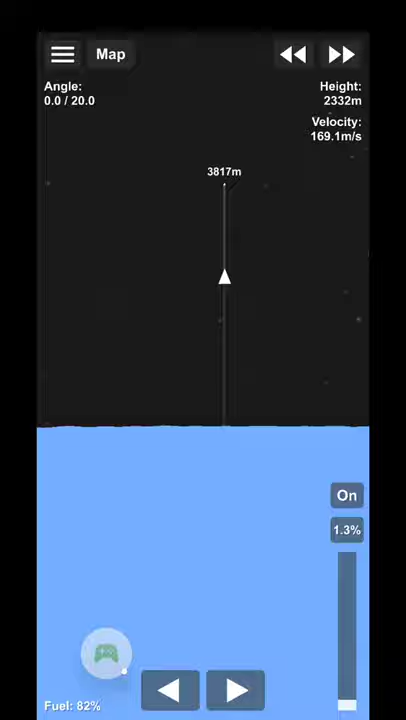 Map
Angle:
0.0 / 20.0
Height:
2332m
Velocity:
169.1m/s
3817m
On
1.3%
Fuel: 82%